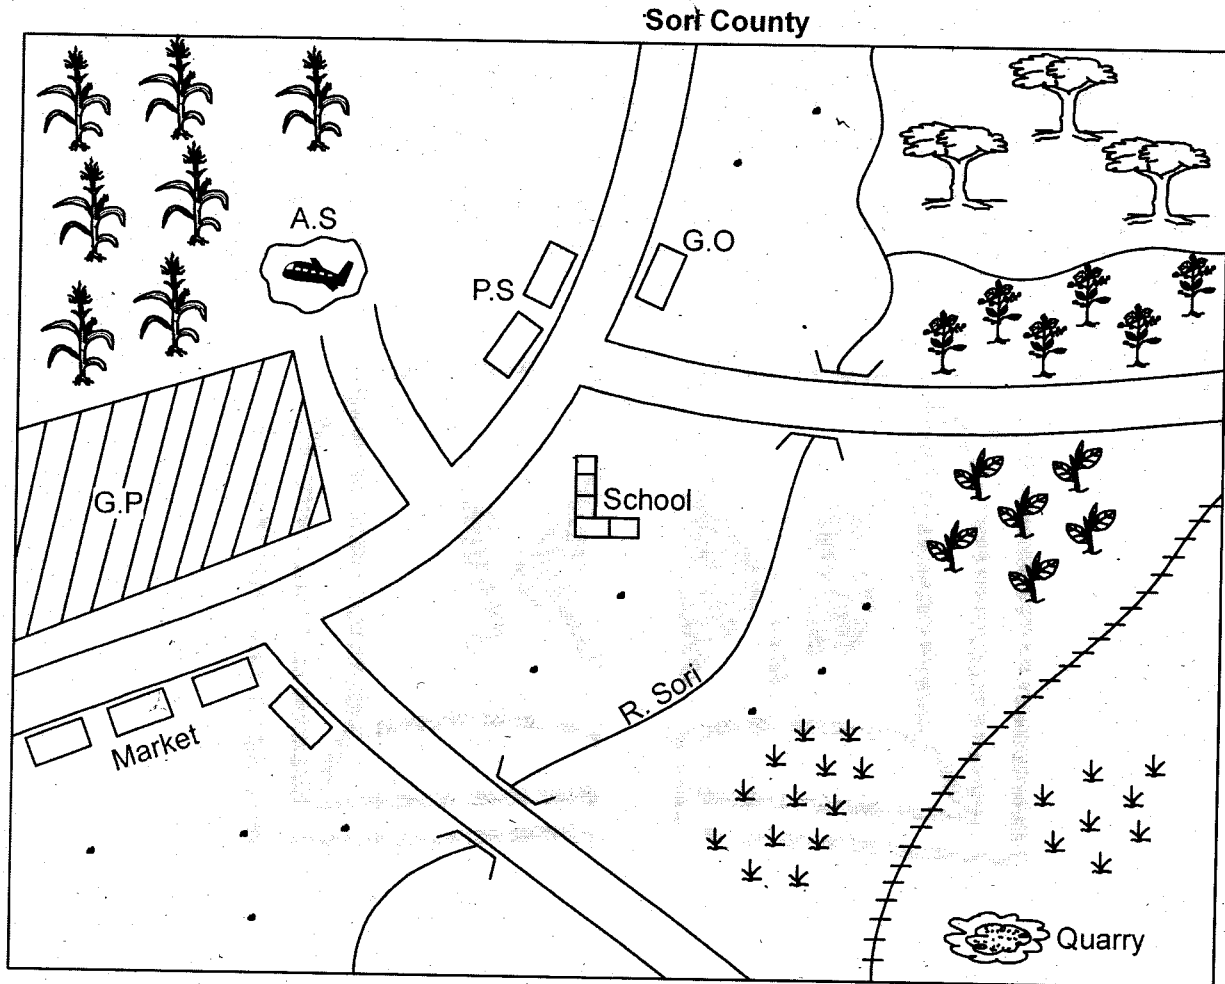 Sori County
A.S
G.O
P.S
G.P
School
R. Sori
Market
Quarry